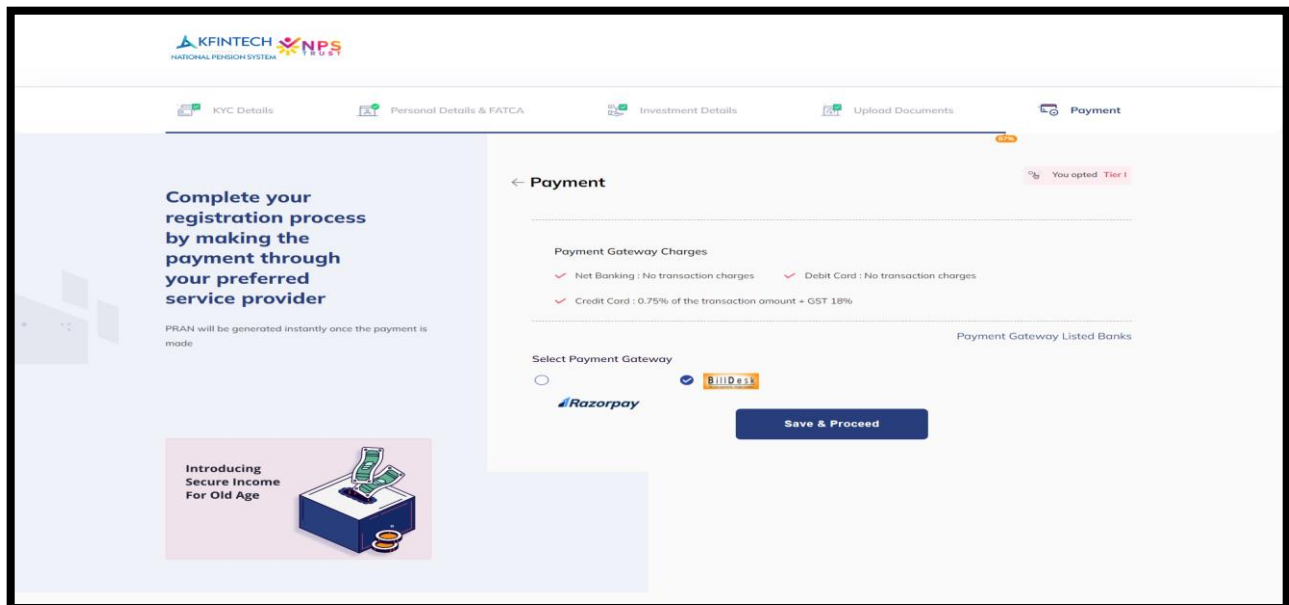 KFINTECH
NATIONAL PENSION SYSTEM
NPS
TRUST
KYC Details
Personal Details & FATCA
Investment Details
Upload Documents
Payment
87%
Complete your
registration process
by making the
payment through
your preferred
service provider
PRAN will be generated instantly once the payment is
made
← Payment
You opted Tier I
Payment Gateway Charges
Net Banking : No transaction charges
Debit Card : No transaction charges
Credit Card : 0.75% of the transaction amount + GST 18%
Payment Gateway Listed Banks
Select Payment Gateway
BillDesk
Razorpay
Save & Proceed
Introducing
Secure Income
For Old Age